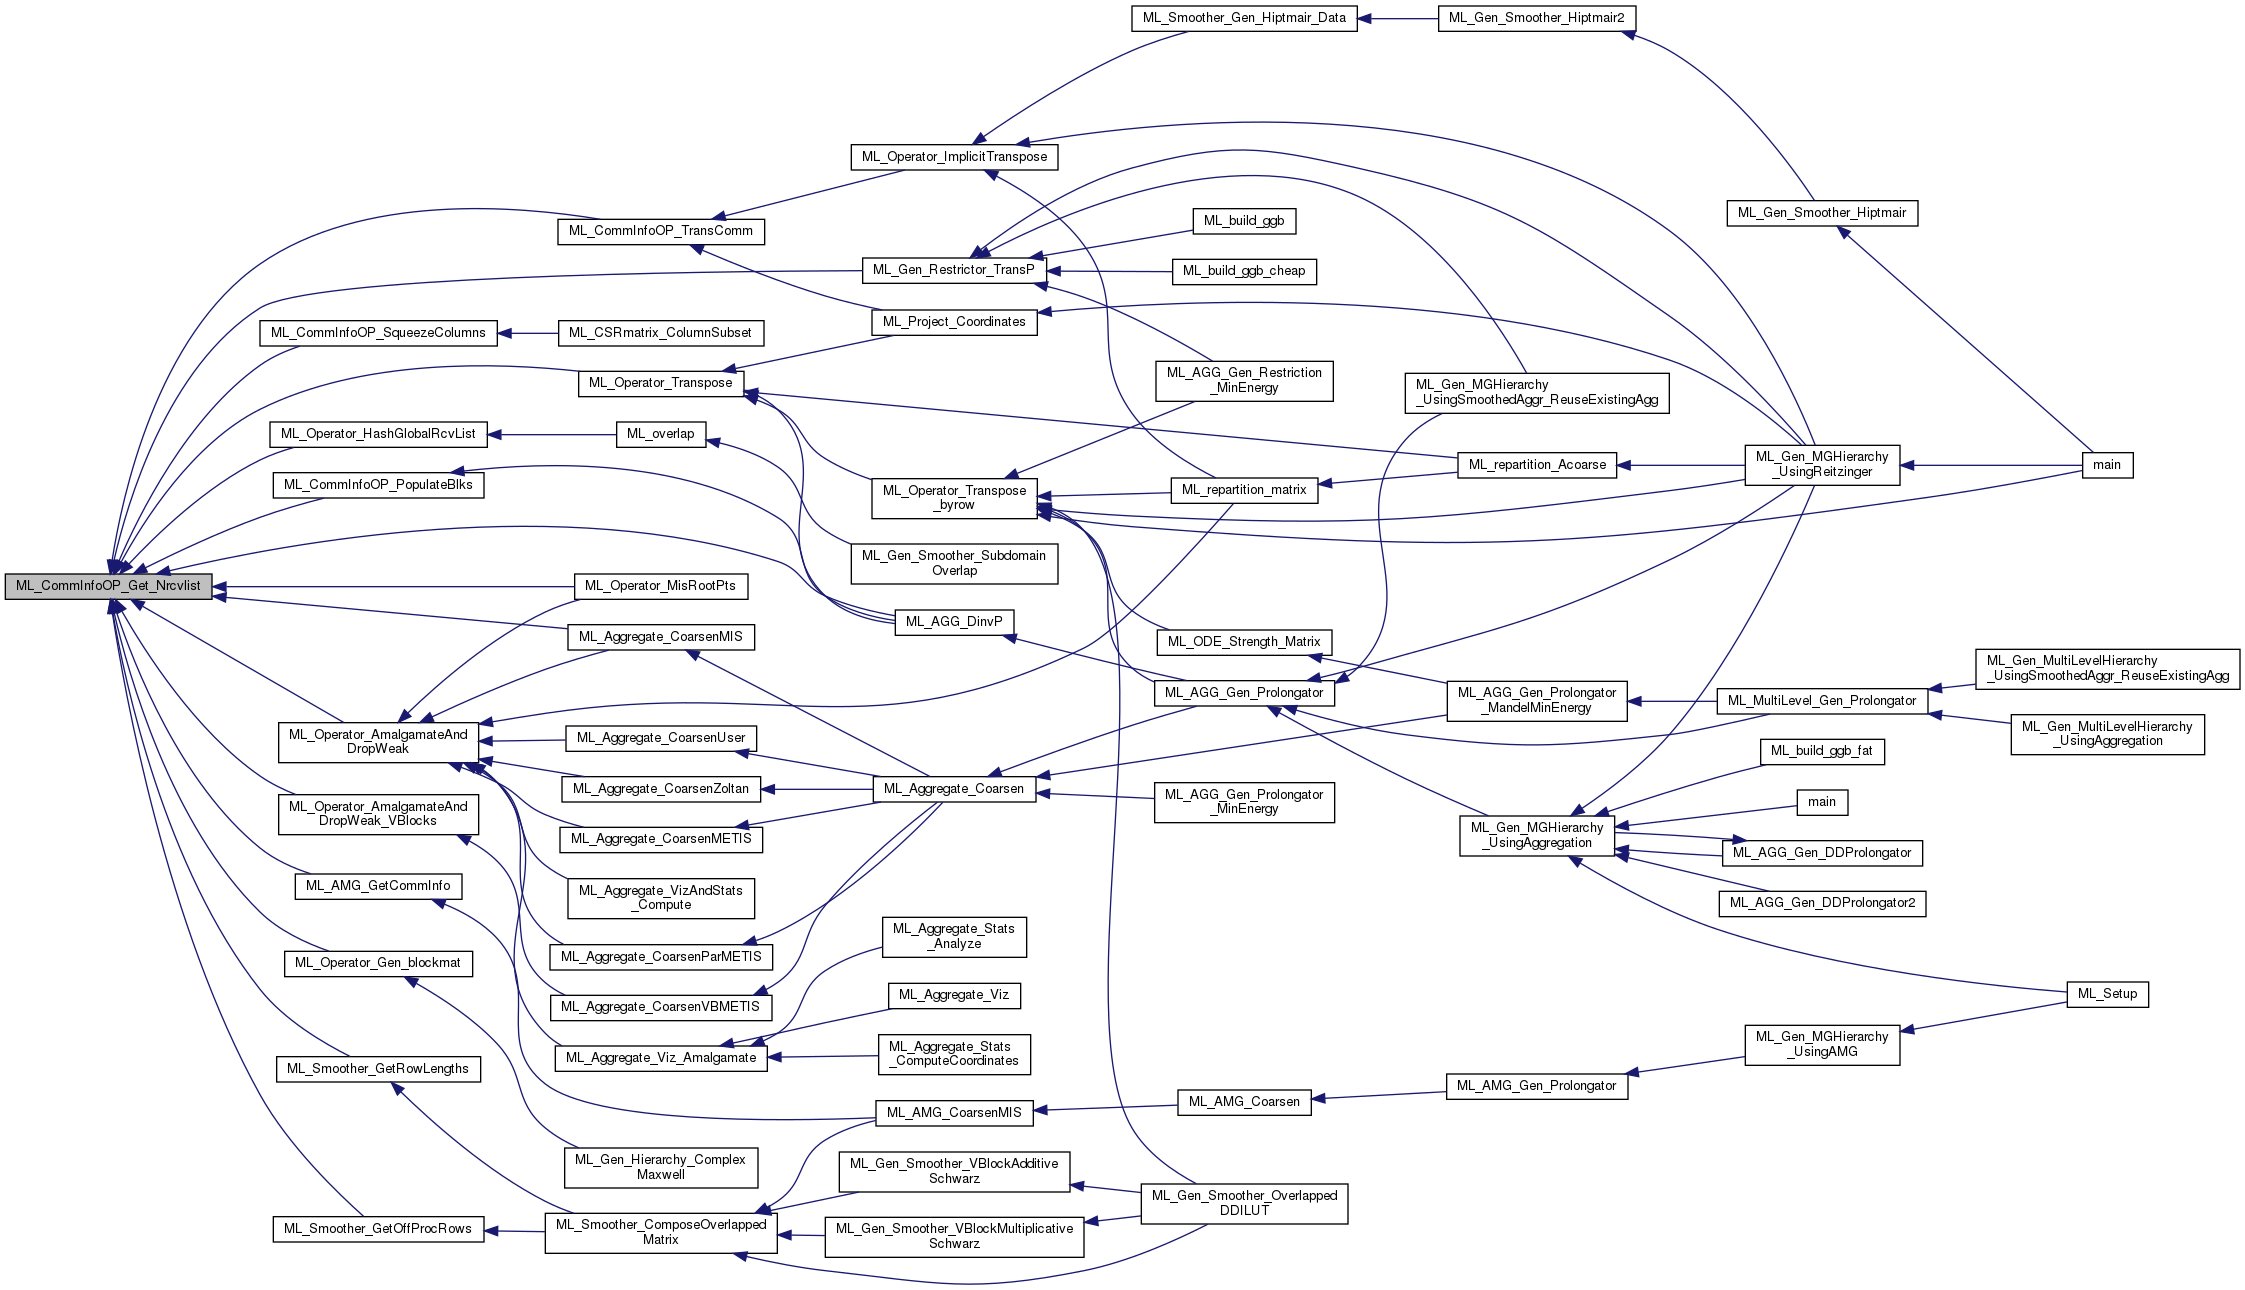 ML_Smoother_Gen_Hiptmair_Data
ML_Gen_Smoother_Hiptmair2
ML_Operator_ImplicitTranspose
ML_Gen_Smoother_Hiptmair
ML_CommInfoOP_TransComm
ML_build_ggb
ML_Gen_Restrictor_TransP
ML_build_ggb_cheap
ML_CommInfoOP_SqueezeColumns
ML_CSRmatrix_ColumnSubset
ML_Project_Coordinates
ML_Operator_Transpose
ML_AGG_Gen_Restriction
_MinEnergy
ML_Gen_MGHierarchy
_UsingSmoothedAggr_ReuseExistingAgg
ML_Operator_HashGlobalRcvList
ML_overlap
ML_CommInfoOP_PopulateBlks
ML_Operator_Transpose
_byrow
ML_repartition_matrix
ML_repartition_Acoarse
ML_Gen_MGHierarchy
_UsingReitzinger
main
ML_Gen_Smoother_Subdomain
Overlap
ML_CommInfoOP_Get_Nrcvlist
ML_Operator_MisRootPts
ML_AGG_DinvP
ML_Aggregate_CoarsenMIS
ML_ODE_Strength_Matrix
ML_AGG_Gen_Prolongator
ML_AGG_Gen_Prolongator
_MandelMinEnergy
ML_MultiLevel_Gen_Prolongator
ML_Gen_MultiLevelHierarchy
_UsingSmoothedAggr_ReuseExistingAgg
ML_Gen_MultiLevelHierarchy
_UsingAggregation
ML_Operator_AmalgamateAnd
DropWeak
ML_Aggregate_CoarsenUser
ML_build_ggb_fat
ML_Aggregate_CoarsenZoltan
ML_Aggregate_Coarsen
ML_AGG_Gen_Prolongator
_MinEnergy
main
ML_Operator_AmalgamateAnd
DropWeak_VBlocks
ML_Aggregate_CoarsenMETIS
ML_Gen_MGHierarchy
_UsingAggregation
ML_AGG_Gen_DDProlongator
ML_AMG_GetCommInfo
ML_Aggregate_VizAndStats
_Compute
ML_AGG_Gen_DDProlongator2
ML_Aggregate_Stats
_Analyze
ML_Operator_Gen_blockmat
ML_Aggregate_CoarsenParMETIS
ML_Aggregate_CoarsenVBMETIS
ML_Aggregate_Viz
ML_Setup
ML_Aggregate_Viz_Amalgamate
ML_Aggregate_Stats
_ComputeCoordinates
ML_Gen_MGHierarchy
_UsingAMG
ML_Smoother_GetRowLengths
ML_AMG_CoarsenMIS
ML_AMG_Coarsen
ML_AMG_Gen_Prolongator
ML_Gen_Hierarchy_Complex
Maxwell
ML_Gen_Smoother_VBlockAdditive
Schwarz
ML_Gen_Smoother_Overlapped
DDILUT
ML_Smoother_GetOffProcRows
ML_Smoother_ComposeOverlapped
Matrix
ML_Gen_Smoother_VBlockMultiplicative
Schwarz